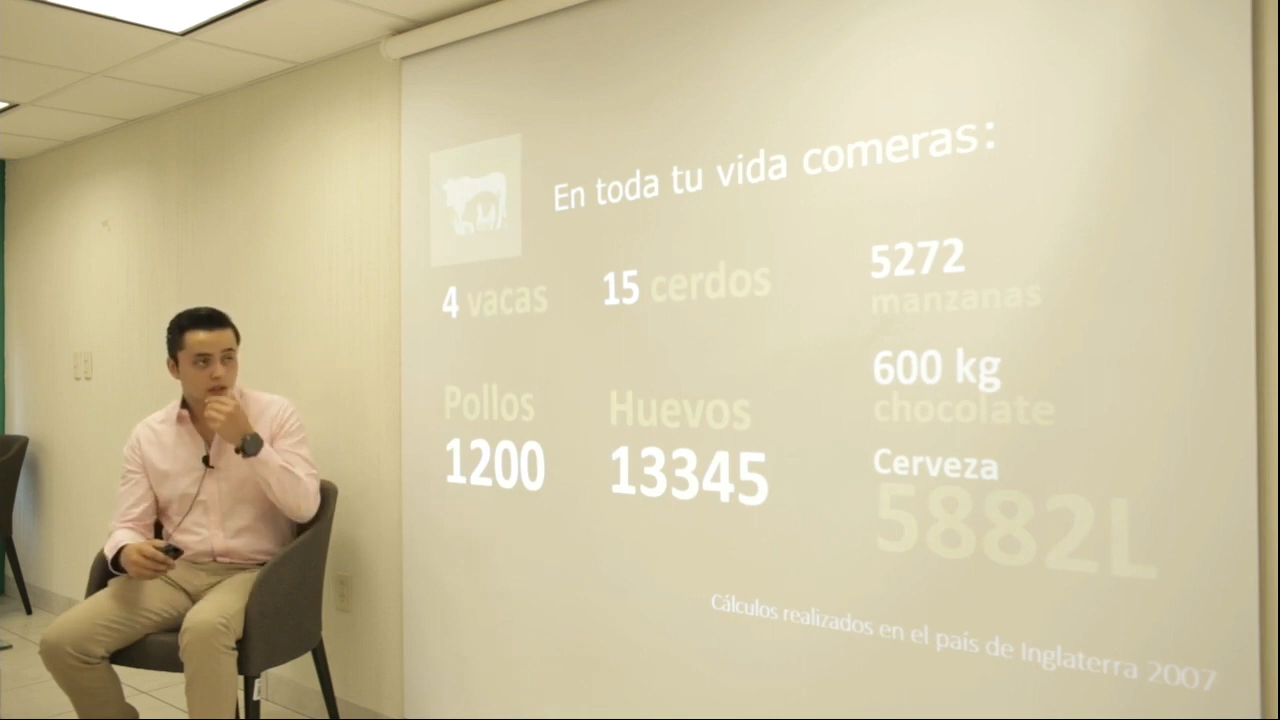 En toda tu vida comeras:
4 vacas
15 cerdos
5272
manzanas
Pollos
1200
Huevos
13345
600 kg
chocolate
Cerveza
5882L
Cálculos realizados en el país de Inglaterra 2007